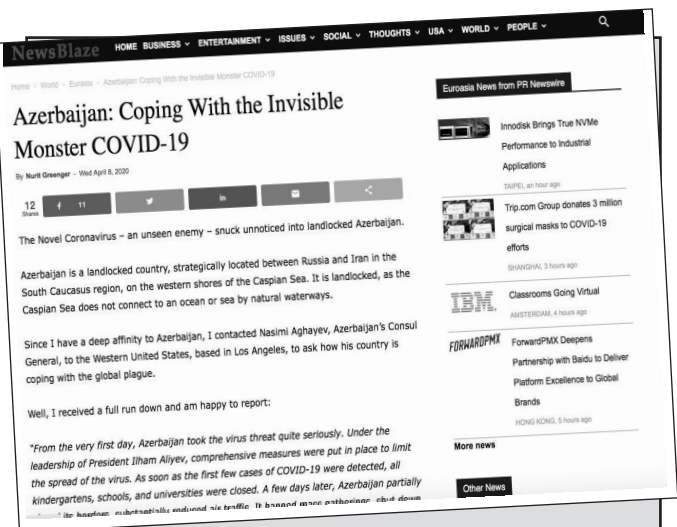 NewsBlaze
HOME BUSINESS ENTERTAINMENT ISSUES SOCIAL THOUGHTS USA WORLD PEOPLE
Home › World › Eurasia › Azerbaijan: Coping With the Invisible Monster COVID-19
Azerbaijan: Coping With the Invisible
Monster COVID-19
By Nurit Greenger - Wed April 8, 2020
12
Shares
f 11
in
The Novel Coronavirus – an unseen enemy – snuck unnoticed into landlocked Azerbaijan.
Azerbaijan is a landlocked country, strategically located between Russia and Iran in the
South Caucasus region, on the western shores of the Caspian Sea. It is landlocked, as the
Caspian Sea does not connect to an ocean or sea by natural waterways.
Since I have a deep affinity to Azerbaijan, I contacted Nasimi Aghayev, Azerbaijan's Consul
General, to the Western United States, based in Los Angeles, to ask how his country is
coping with the global plague.
Well, I received a full run down and am happy to report:
"From the very first day, Azerbaijan took the virus threat quite seriously. Under the
leadership of President Ilham Aliyev, comprehensive measures were put in place to limit
the spread of the virus. As soon as the first few cases of COVID-19 were detected, all
kindergartens, schools, and universities were closed. A few days later, Azerbaijan partially
its borders, substantially reduced air traffic. It banned mass gatherings, shut down
Euroasia News from PR Newswire
Innodisk Brings True NVMe
Performance to Industrial
Applications
TAIPEI, an hour ago
Trip.com Group donates 3 million
surgical masks to COVID-19
efforts
SHANGHAI, 3 hours ago
IBM.
Classrooms Going Virtual
AMSTERDAM, 4 hours ago
FORWARDPMX
ForwardPMX Deepens
Partnership with Baidu to Deliver
Platform Excellence to Global
Brands
HONG KONG, 5 hours ago
More news
Other News